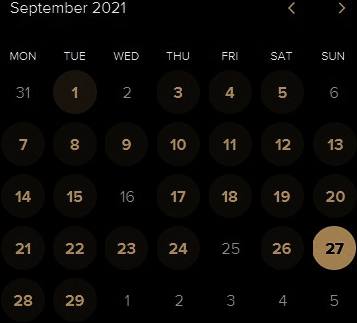 September 2021
MON TUE WED THU FRI SAT SUN
31 1 2 3 4 5 6
7 8 9 10 11 12 13
14 15 16 17 18 19 20
21 22 23 24 25 26 27
28 29 1 2 3 4 5